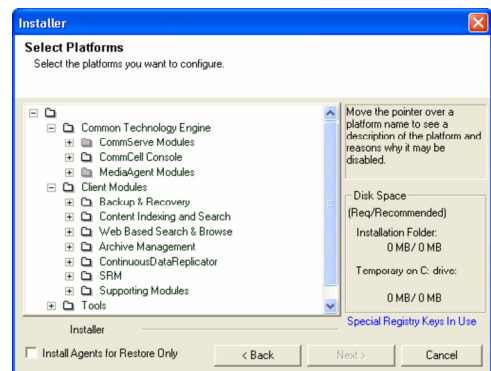 Installer
Select Platforms
Select the platforms you want to configure.
Common Technology Engine
CommServe Modules
CommCell Console
MediaAgent Modules
Client Modules
Backup & Recovery
Content Indexing and Search
Web Based Search & Browse
Archive Management
ContinuousDataReplicator
SRM
Supporting Modules
Tools
Move the pointer over a
platform name to see a
description of the platform and
reasons why it may be
disabled.
Disk Space
(Req/Recommended)
Installation Folder:
0 MB/ 0 MB
Temporary on C: drive:
0 MB/ 0 MB
Special Registry Keys In Use
Installer
Install Agents for Restore Only
< Back
Next >
Cancel